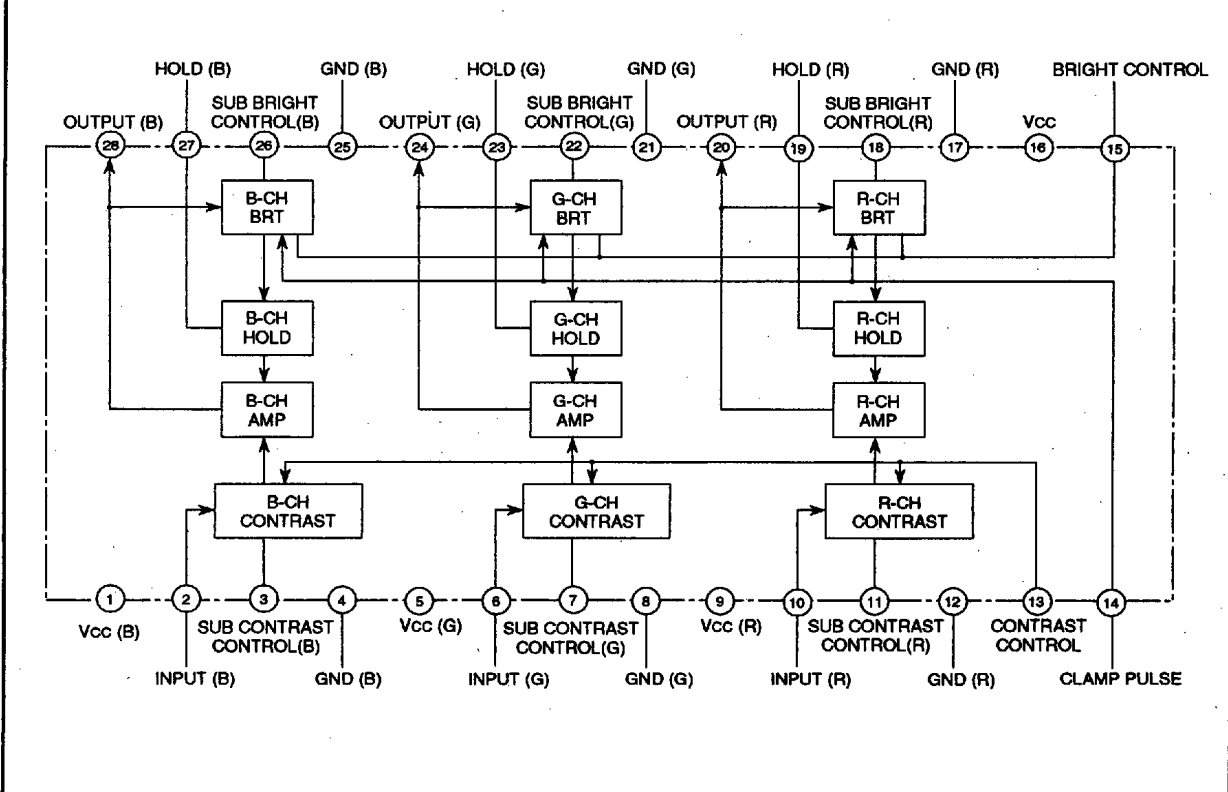 HOLD (B) GND (B) HOLD (G) GND (G) HOLD (R) GND (R) BRIGHT CONTROL
OUTPUT (B) SUB BRIGHT CONTROL(B) OUTPUT (G) SUB BRIGHT CONTROL(G) OUTPUT (R) SUB BRIGHT CONTROL(R) Vcc
28 27 26 25 24 23 22 21 20 19 18 17 16 15
B-CH BRT G-CH BRT R-CH BRT
B-CH HOLD G-CH HOLD R-CH HOLD
B-CH AMP G-CH AMP R-CH AMP
B-CH CONTRAST G-CH CONTRAST R-CH CONTRAST
1 2 3 4 5 6 7 8 9 10 11 12 13 14
Vcc (B) SUB CONTRAST CONTROL(B) Vcc (G) SUB CONTRAST CONTROL(G) Vcc (R) SUB CONTRAST CONTROL(R) CONTRAST CONTROL
INPUT (B) GND (B) INPUT (G) GND (G) INPUT (R) GND (R) CLAMP PULSE